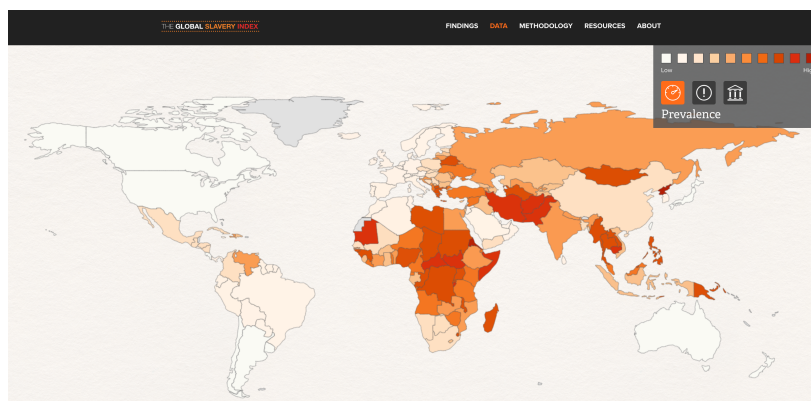 THE GLOBAL SLAVERY INDEX
FINDINGS DATA METHODOLOGY RESOURCES ABOUT
Low
Prevalence